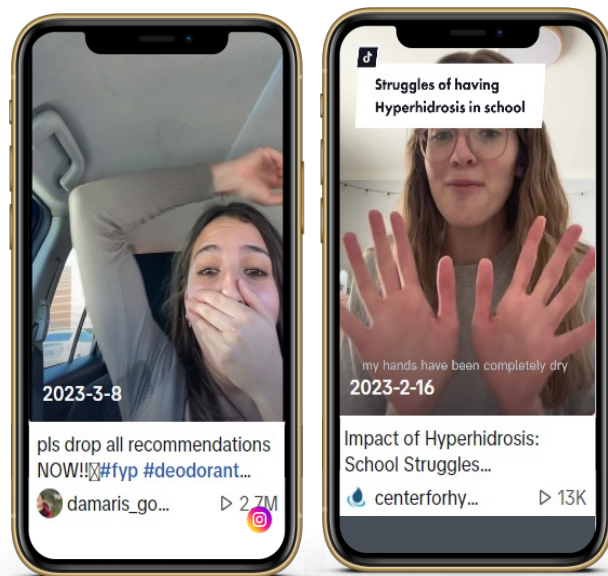 2023-3-8
pls drop all recommendations
NOW!!#fyp #deodorant...
damaris_go...
2.7M
Struggles of having
Hyperhidrosis in school
my hands have been completely dry
2023-2-16
Impact of Hyperhidrosis:
School Struggles...
centerforhy...
13K